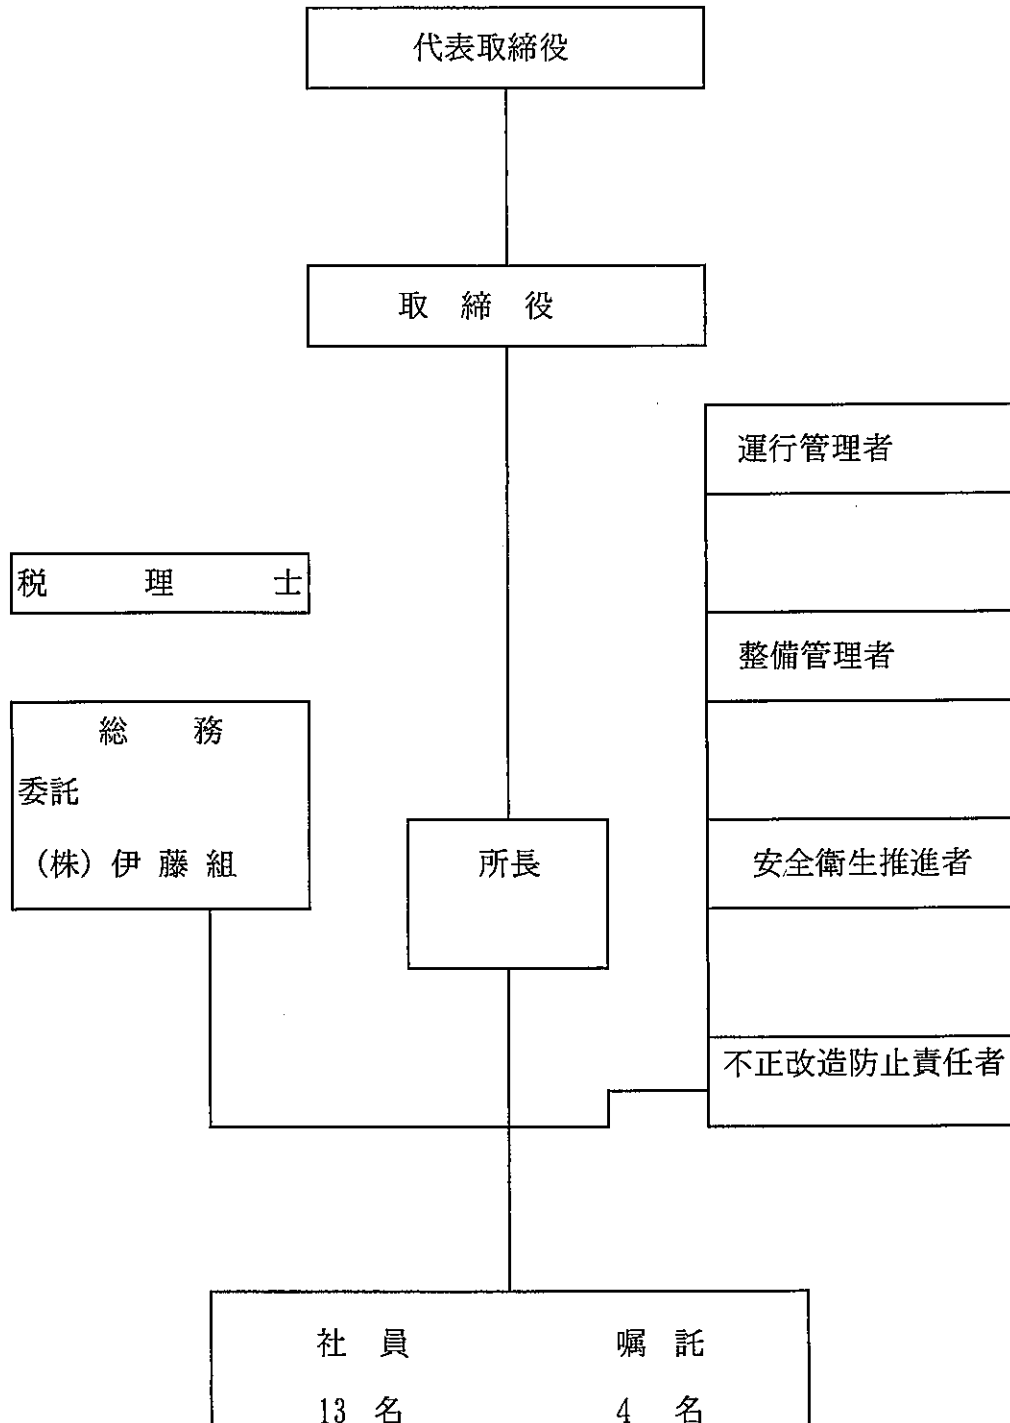 代表取締役
取 締 役
運行管理者
税 理 士
整備管理者
総 務
委託
(株) 伊 藤 組
所長
安全衛生推進者
不正改造防止責任者
社 員 嘱 託
13 名 4 名